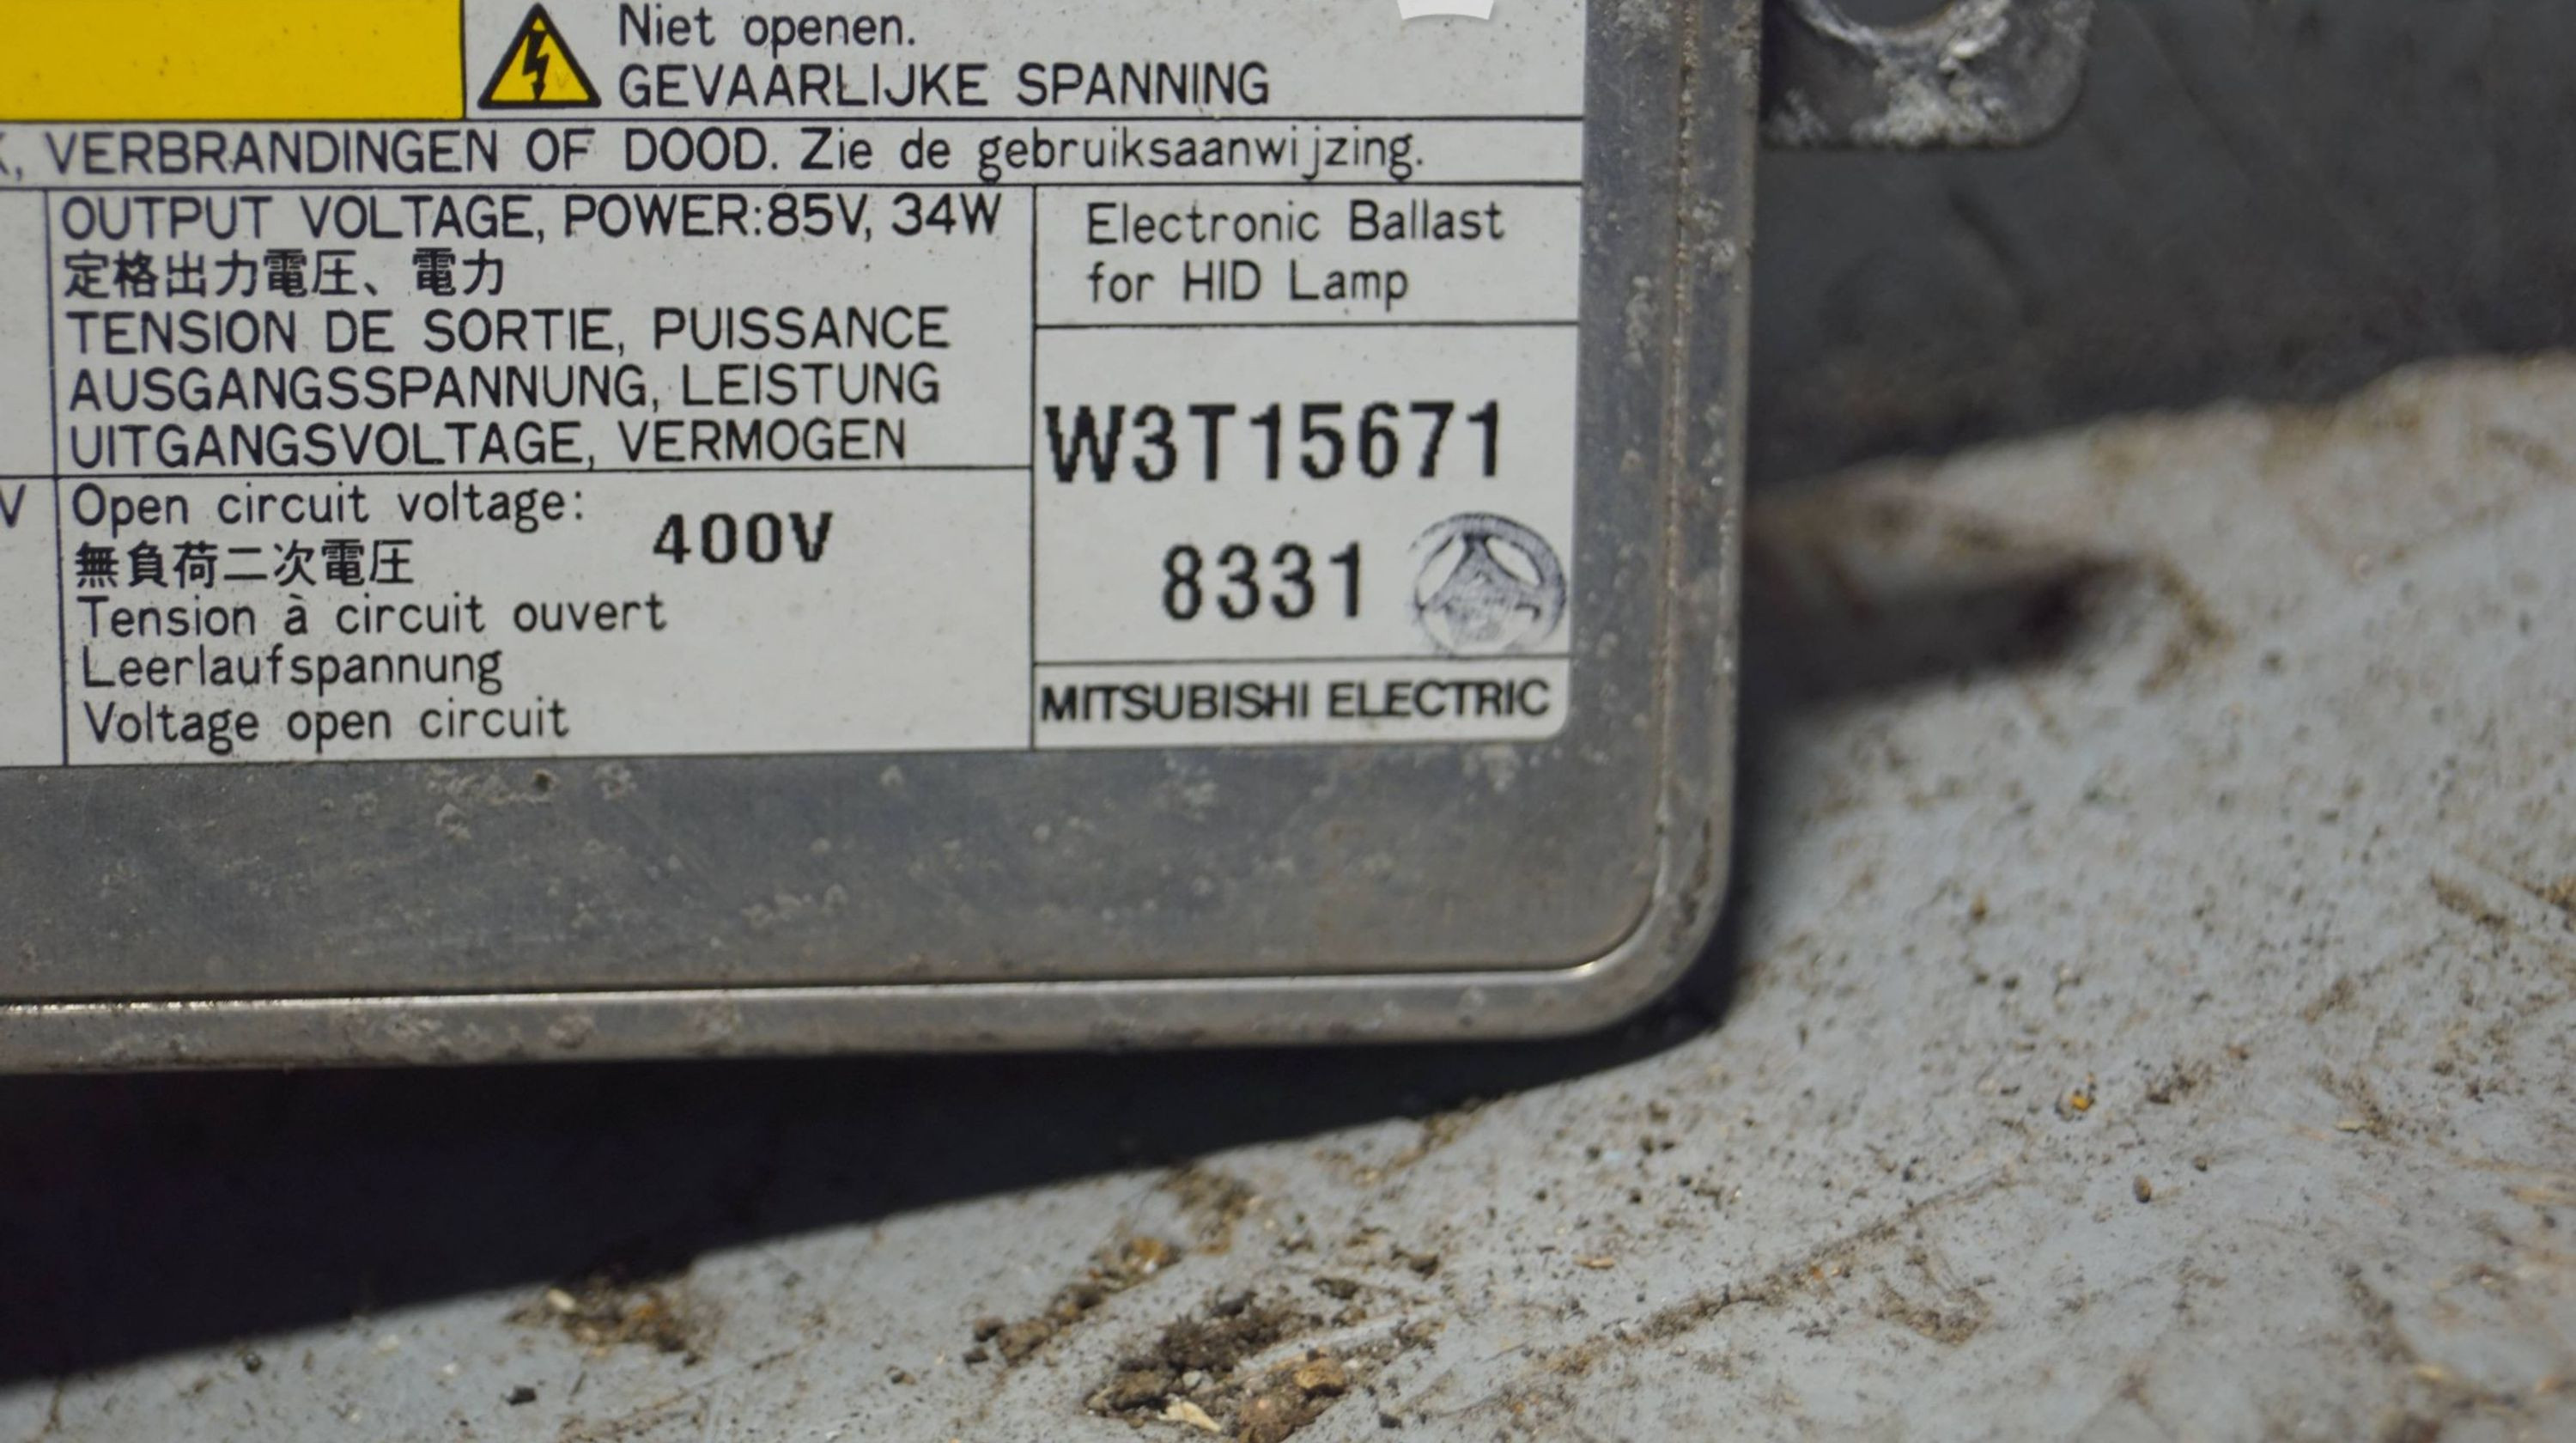 Niet openen.
GEVAARLIJKE SPANNING
, VERBRANDINGEN OF DOOD. Zie de gebruiksaanwijzing.
OUTPUT VOLTAGE, POWER:85V, 34W
定格出力電圧、電力
TENSION DE SORTIE, PUISSANCE
AUSGANGSSPANNUNG, LEISTUNG
UITGANGSVOLTAGE, VERMOGEN
V
Open circuit voltage: 400V
無負荷二次電圧
Tension à circuit ouvert
Leerlaufspannung
Voltage open circuit
Electronic Ballast
for HID Lamp
W3T15671
8331
MITSUBISHI ELECTRIC